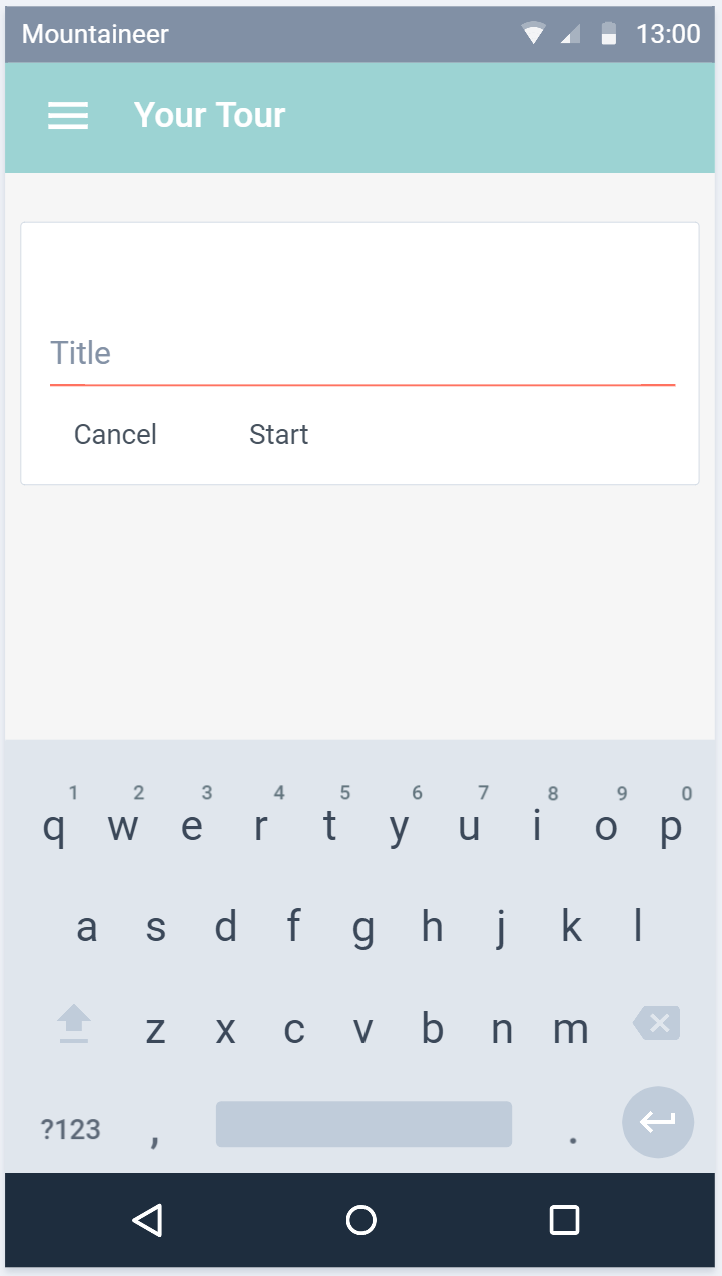 Mountaineer 13:00
Your Tour
Title
Cancel Start
1 2 3 4 5 6 7 8 9 0
q w e r t y u i o p
a s d f g h j k l
z x c v b n m
?123 , .